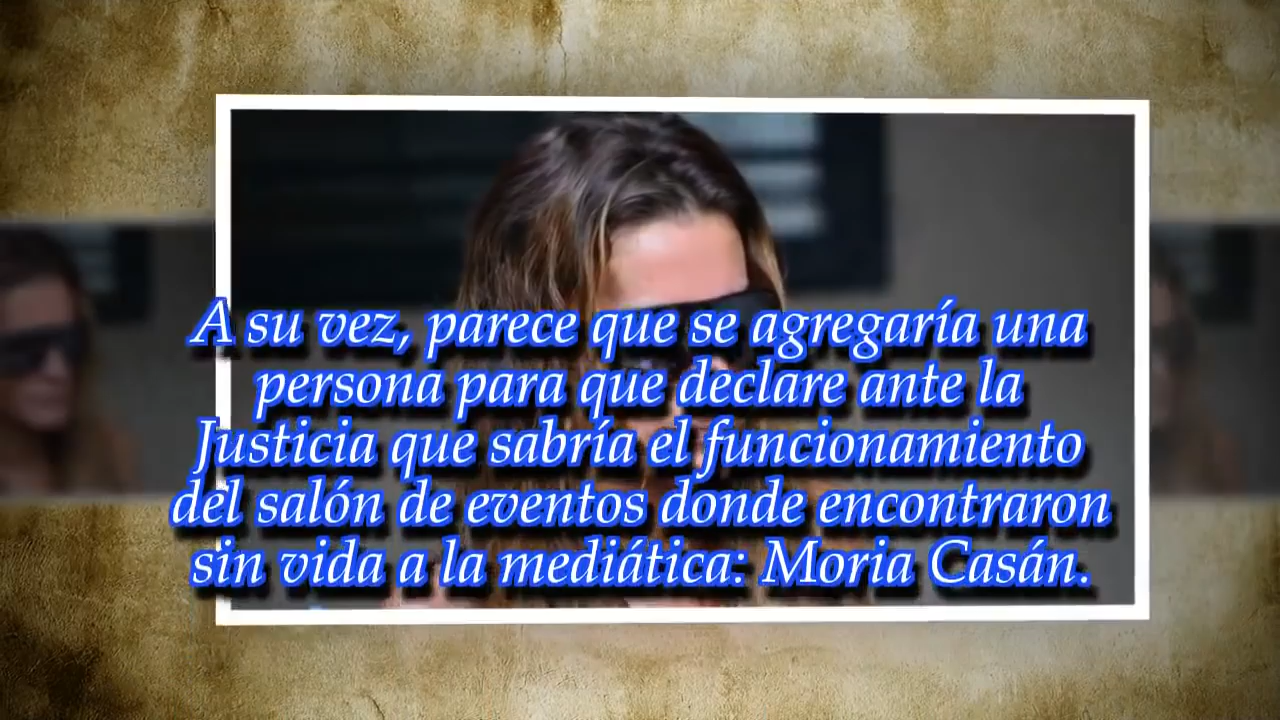 A su vez, parece que se agregaría una
persona para que declare ante la
Justicia que sabría el funcionamiento
del salón de eventos donde encontraron
sin vida a la mediática: Moria Casán.